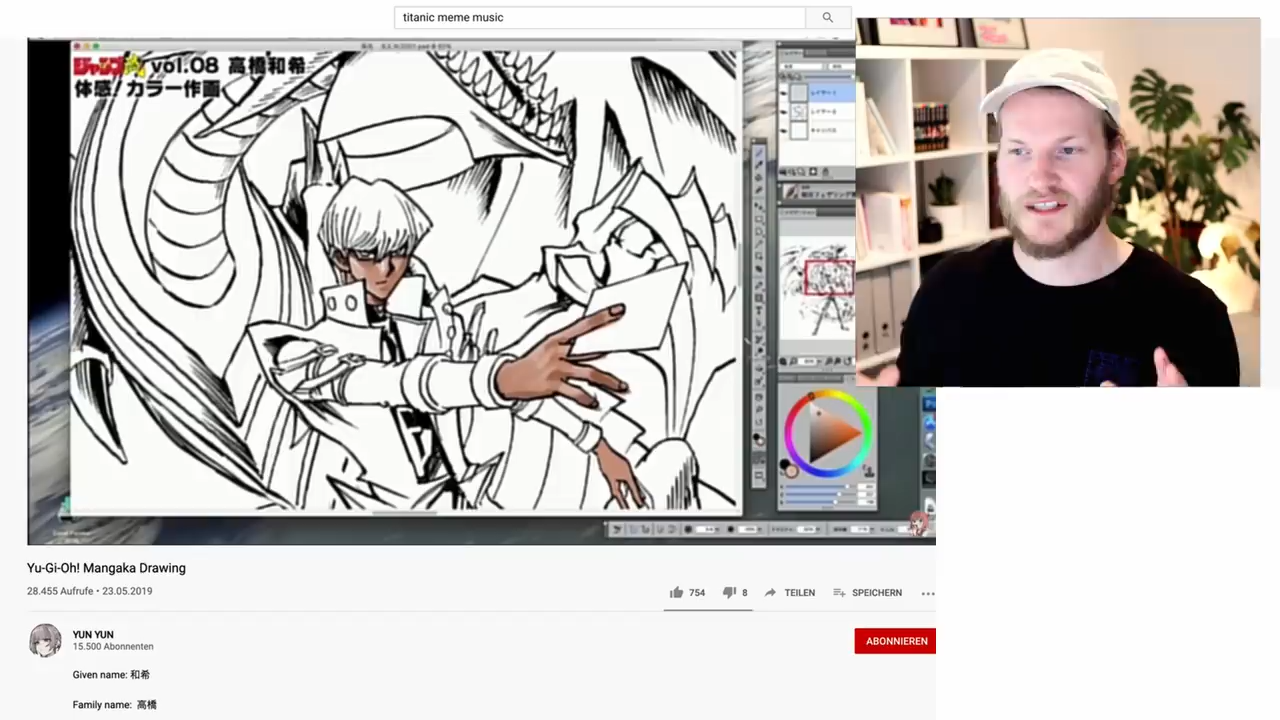 titanic meme music
ジャンプ流 vol.08 高橋和希
体感! カラー作画
Yu-Gi-Oh! Mangaka Drawing
28.455 Aufrufe • 23.05.2019
754
8
TEILEN
SPEICHERN
YUN YUN
15.500 Abonnenten
ABONNIEREN
Given name: 和希
Family name: 高橋